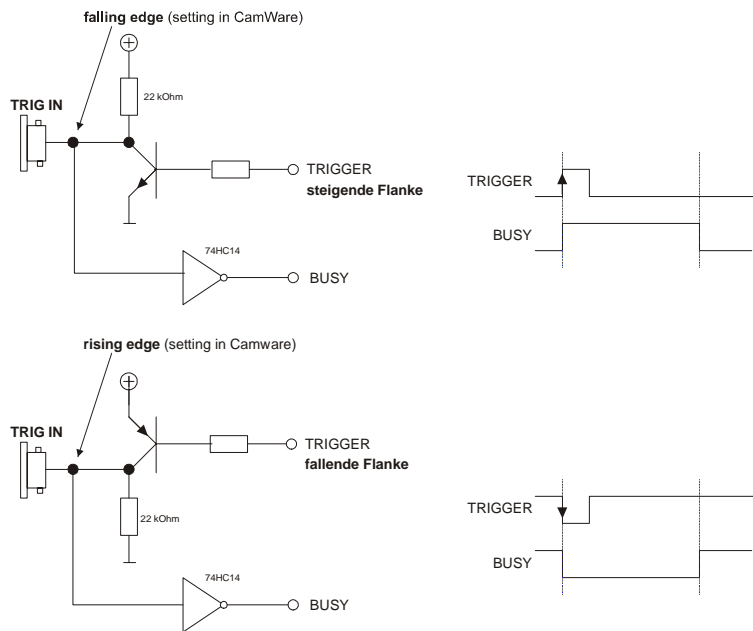 falling edge (setting in CamWare)
22 kOhm
TRIG IN
TRIGGER
steigende Flanke
74HC14
BUSY
TRIGGER
BUSY
rising edge (setting in Camware)
TRIG IN
TRIGGER
fallende Flanke
22 kOhm
74HC14
BUSY
TRIGGER
BUSY